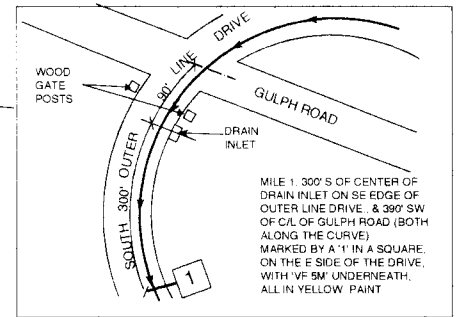 DRIVE
LINE
90'
OUTER
SOUTH 300'
WOOD
GATE
POSTS
GULPH ROAD
DRAIN
INLET
MILE 1. 300' S OF CENTER OF
DRAIN INLET ON SE EDGE OF
OUTER LINE DRIVE, & 390' SW
OF C/L OF GULPH ROAD (BOTH
ALONG THE CURVE)
MARKED BY A '1' IN A SQUARE,
ON THE E SIDE OF THE DRIVE,
WITH 'VF 5M' UNDERNEATH,
ALL IN YELLOW PAINT
1